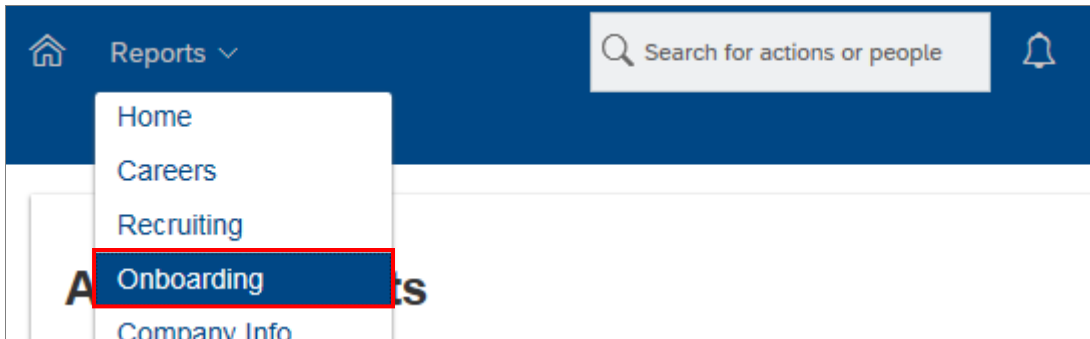 Reports
Search for actions or people
Home
Careers
Recruiting
Onboarding
Company Info